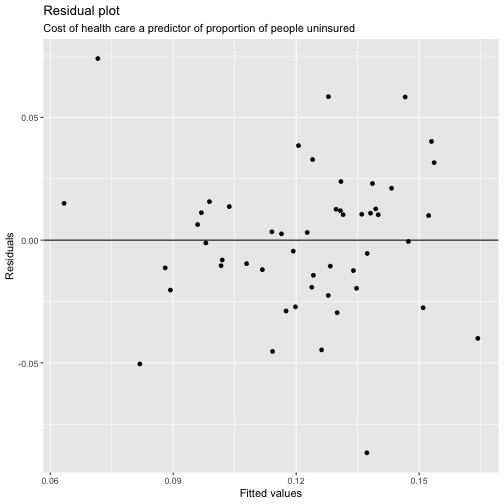 Residual plot
Cost of health care a predictor of proportion of people uninsured
0.05
0.00
-0.05
Residuals
0.06 0.09 0.12 0.15
Fitted values